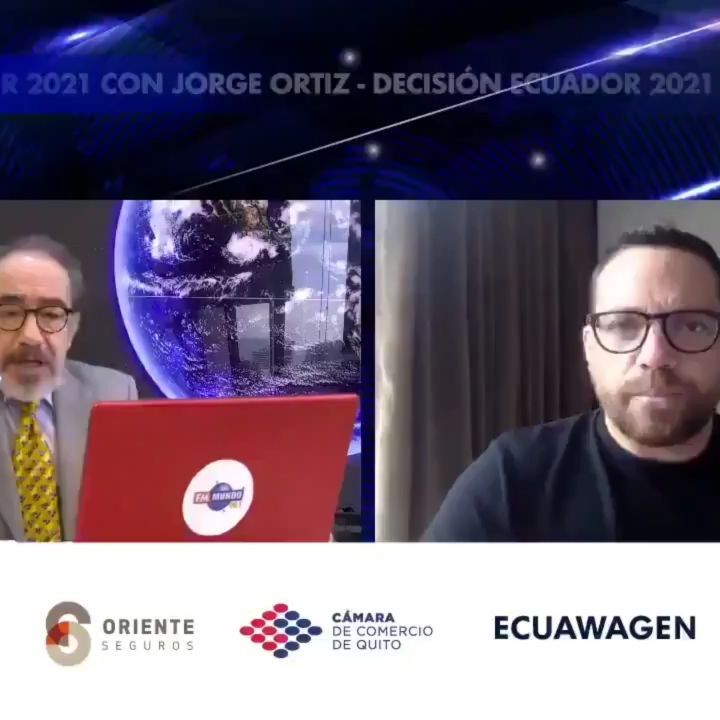 R 2021 CON JORGE ORTIZ - DECISIÓN ECUADOR 2021
FM MUNDO
ORIENTE
SEGUROS
CÁMARA
DE COMERCIO
DE QUITO
ECUAWAGEN